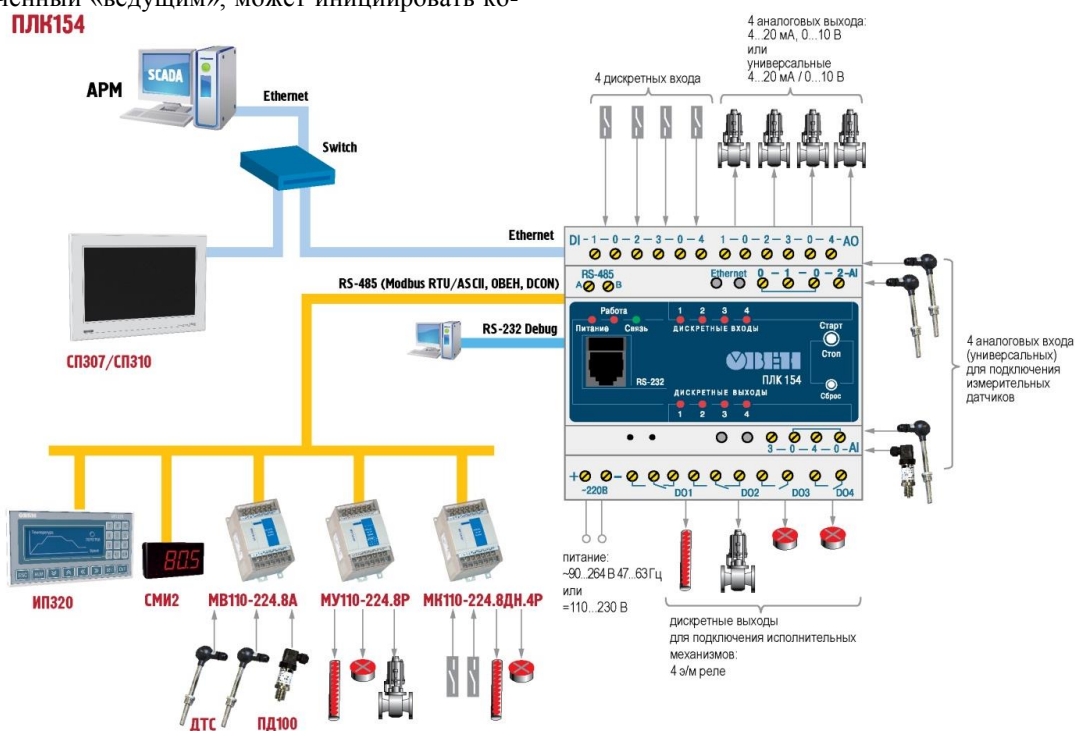 ченный «ведущим», может инициировать ко-
ПЛК154
АРМ
SCADA
Ethernet
Switch
4 дискретных входа
4 аналоговых выхода:
4...20 мА, 0...10 В
или
универсальные
4...20 мА / 0...10 В
Ethernet
DI - 1 — 0 — 2 — 3 — 0 — 4
1 — 0 — 2 — 3 — 0 — 4 - AO
RS-485
A B
Ethernet
0 — 1 — 0 — 2 - AI
RS-485 (Modbus RTU/ASCII, ОВЕН, DCON)
RS-232 Debug
СП307/СП310
Работа
Питание Связь
1 2 3 4
ДИСКРЕТНЫЕ ВХОДЫ
Старт
Стоп
ОВЕН
ПЛК 154
RS-232
Сброс
ДИСКРЕТНЫЕ ВЫХОДЫ
1 2 3 4
4 аналоговых входа
(универсальных)
для подключения
измерительных
датчиков
3 — 0 — 4 — 0 - AI
+ -
~220В
DO1 DO2 DO3 DO4
питание:
~90...264 В 47...63 Гц
или
=110...230 В
дискретные выходы
для подключения исполнительных
механизмов:
4 э/м реле
805
ИП320
СМИ2
МВ110-224.8А
МУ110-224.8Р
МК110-224.8ДН.4Р
ДТС
ПД100